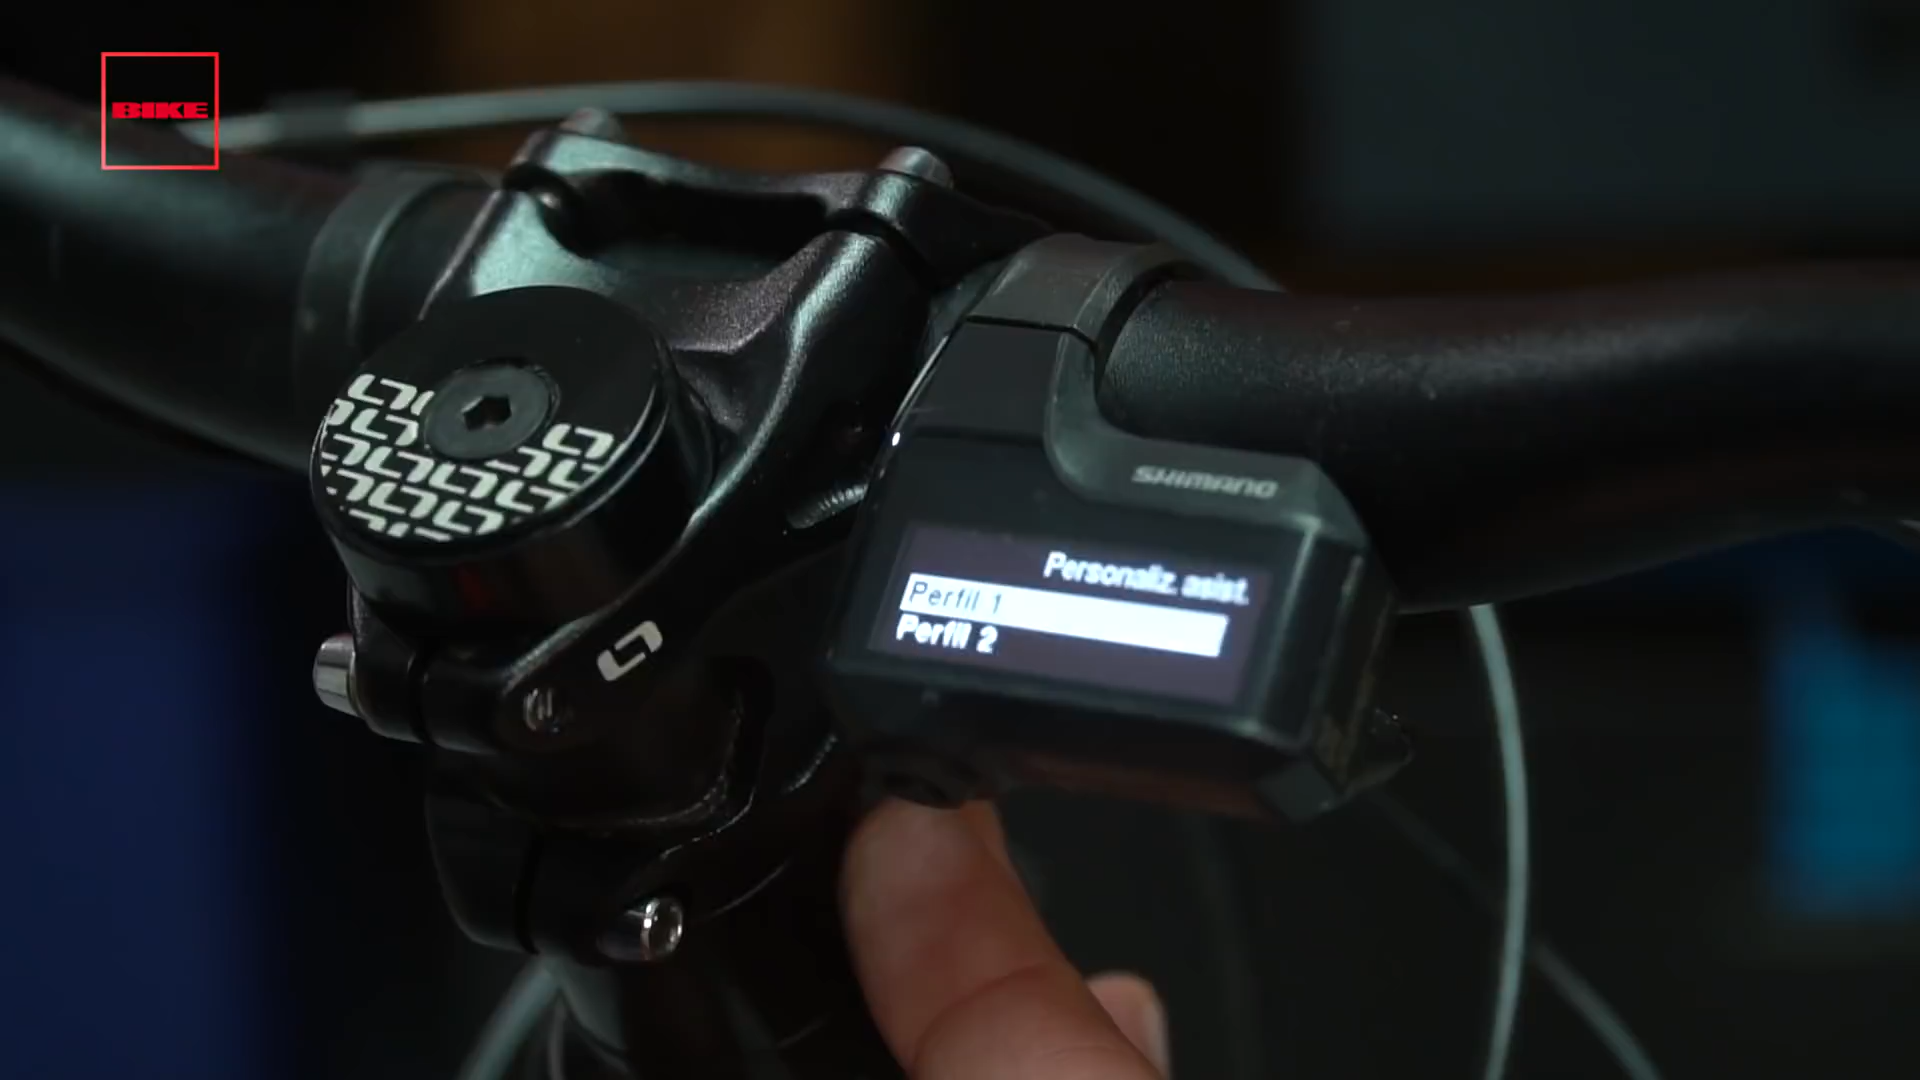 BIKE
SHIMANO
Personaliz. asist.
Perfil 1
Perfil 2